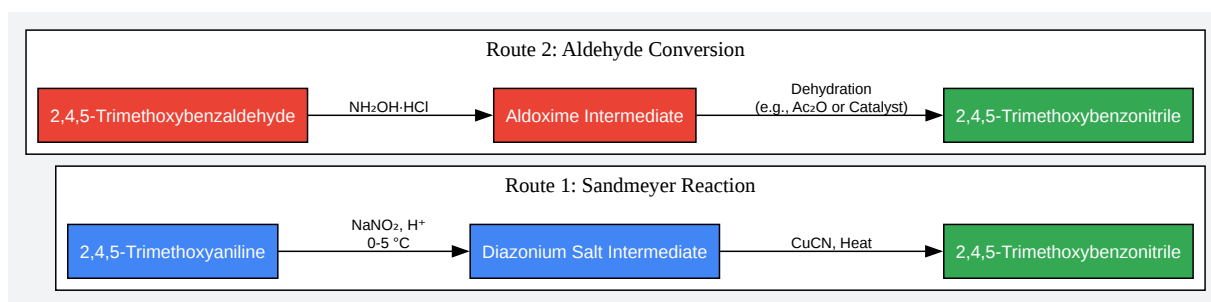 Route 2: Aldehyde Conversion
2,4,5-Trimethoxybenzaldehyde
NH₂OH·HCl
Aldoxime Intermediate
Dehydration
(e.g., Ac₂O or Catalyst)
2,4,5-Trimethoxybenzonitrile
Route 1: Sandmeyer Reaction
2,4,5-Trimethoxyaniline
NaNO₂, H⁺
0-5 °C
Diazonium Salt Intermediate
CuCN, Heat
2,4,5-Trimethoxybenzonitrile